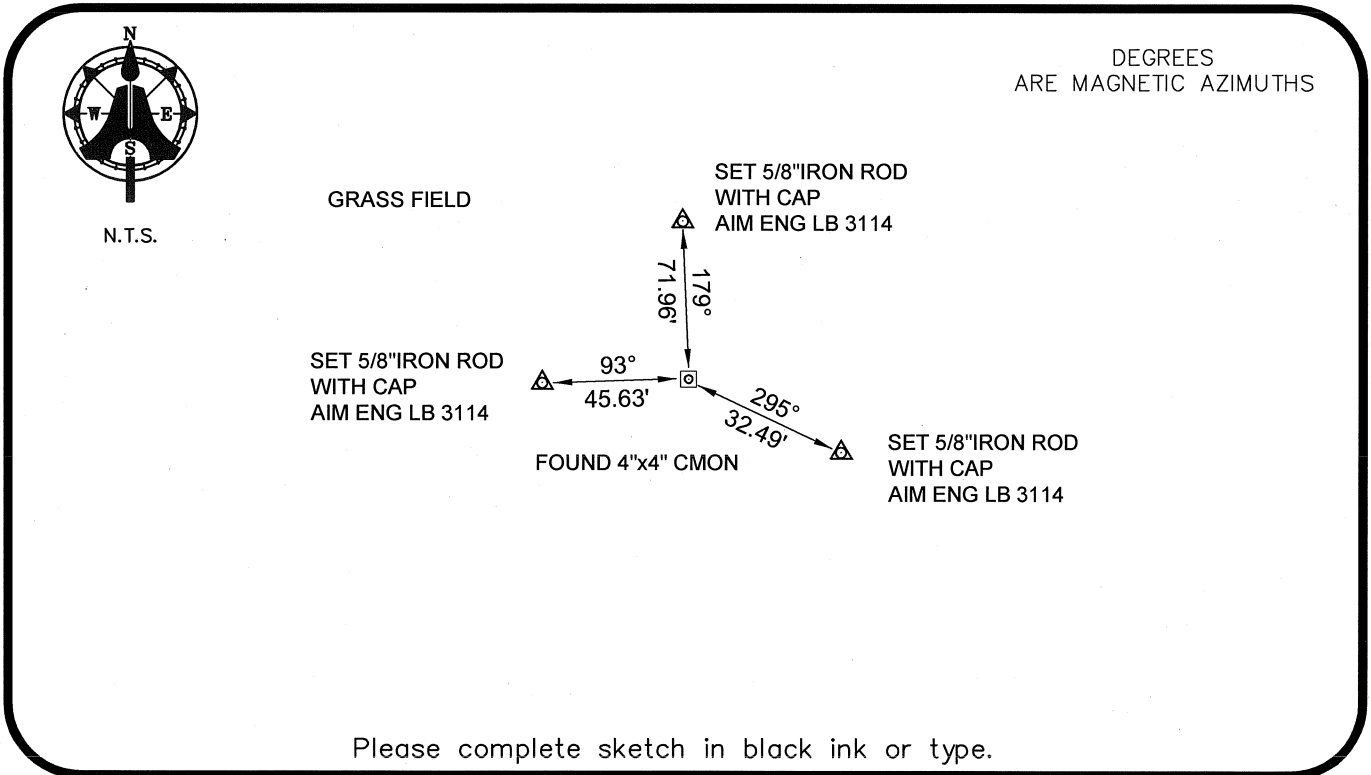 N
W
E
S
N.T.S.
DEGREES
ARE MAGNETIC AZIMUTHS
GRASS FIELD
SET 5/8"IRON ROD
WITH CAP
AIM ENG LB 3114
179°
71.96'
SET 5/8"IRON ROD
WITH CAP
AIM ENG LB 3114
93°
45.63'
295°
32.49'
FOUND 4"x4" CMON
SET 5/8"IRON ROD
WITH CAP
AIM ENG LB 3114
Please complete sketch in black ink or type.